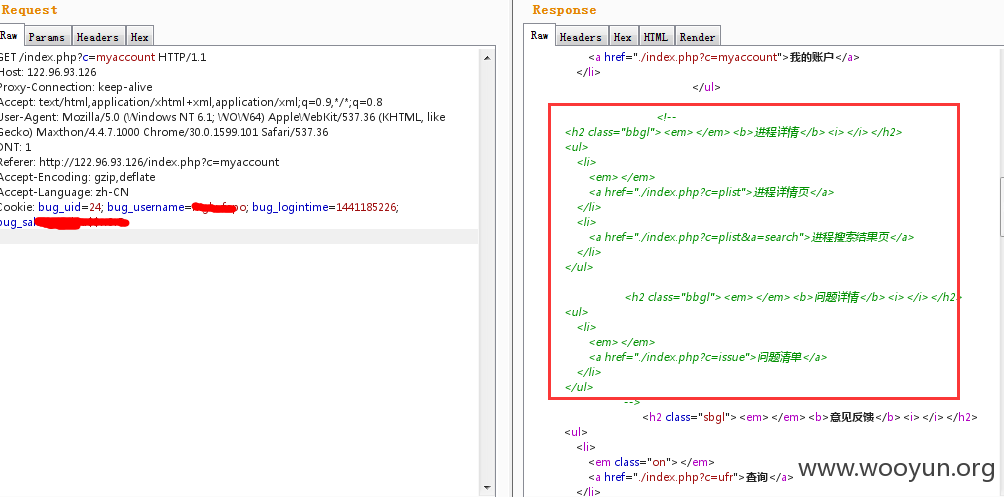 Request
Raw Params Headers Hex
GET /index.php?c=myaccount HTTP/1.1
Host: 122.96.93.126
Proxy-Connection: keep-alive
Accept: text/html,application/xhtml+xml,application/xml;q=0.9,*/*;q=0.8
User-Agent: Mozilla/5.0 (Windows NT 6.1; WOW64) AppleWebKit/537.36 (KHTML, like
Gecko) Maxthon/4.4.7.1000 Chrome/30.0.1599.101 Safari/537.36
DNT: 1
Referer: http://122.96.93.126/index.php?c=myaccount
Accept-Encoding: gzip,deflate
Accept-Language: zh-CN
Cookie: bug_uid=24; bug_username= bug_logintime=1441185226;
Response
Raw Headers Hex HTML Render
<a href="./index.php?c=myaccount">我的账户</a>
</li>
</ul>
<!--
<h2 class="bbgl"><em></em><b>进程详情</b><i></i></h2>
<ul>
<li>
<em></em>
<a href="./index.php?c=plist">进程详情页</a>
</li>
<li>
<a href="./index.php?c=plist&a=search">进程搜索结果页</a>
</li>
</ul>
<h2 class="bbgl"><em></em><b>问题详情</b><i></i></h2>
<ul>
<li>
<em></em>
<a href="./index.php?c=issue">问题清单</a>
</li>
</ul>
-->
<h2 class="sbgl"><em></em><b>意见反馈</b><i></i></h2>
<ul>
<li>
<em class="on"></em>
<a href="./index.php?c=ufr">查询</a>
</li>
www.wooyun.org